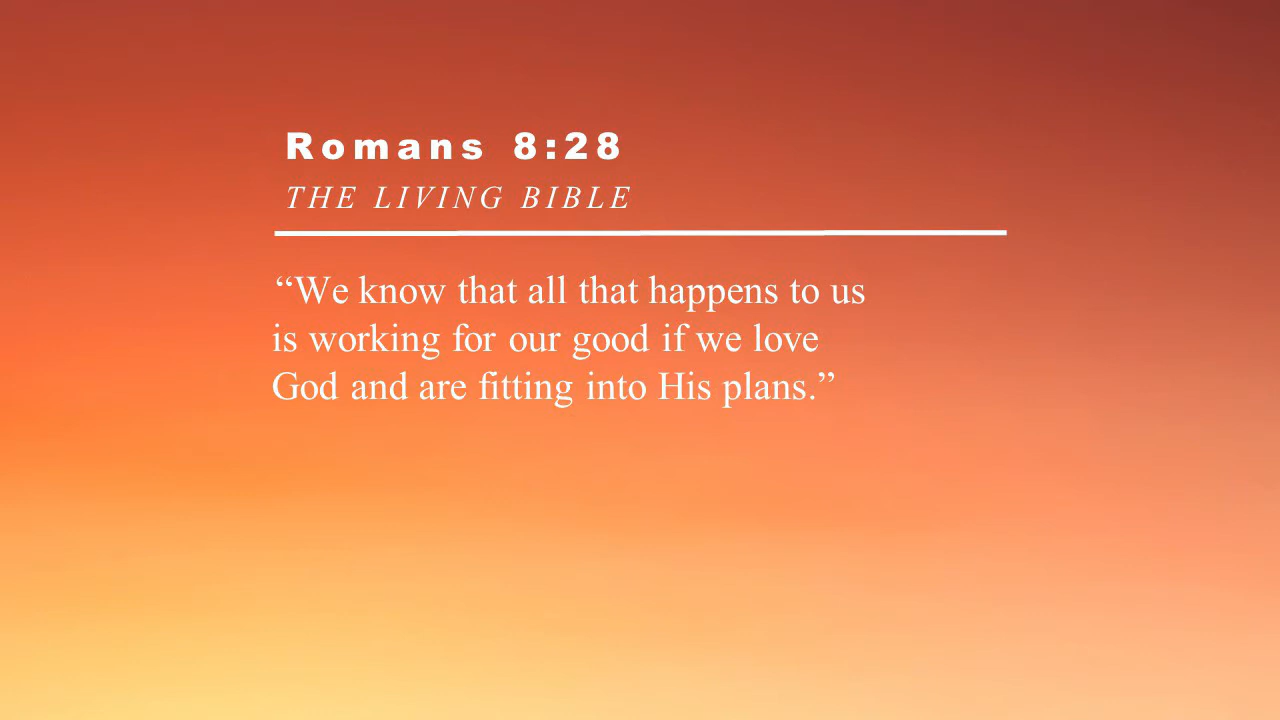 Romans 8:28
THE LIVING BIBLE
“We know that all that happens to us
is working for our good if we love
God and are fitting into His plans.”